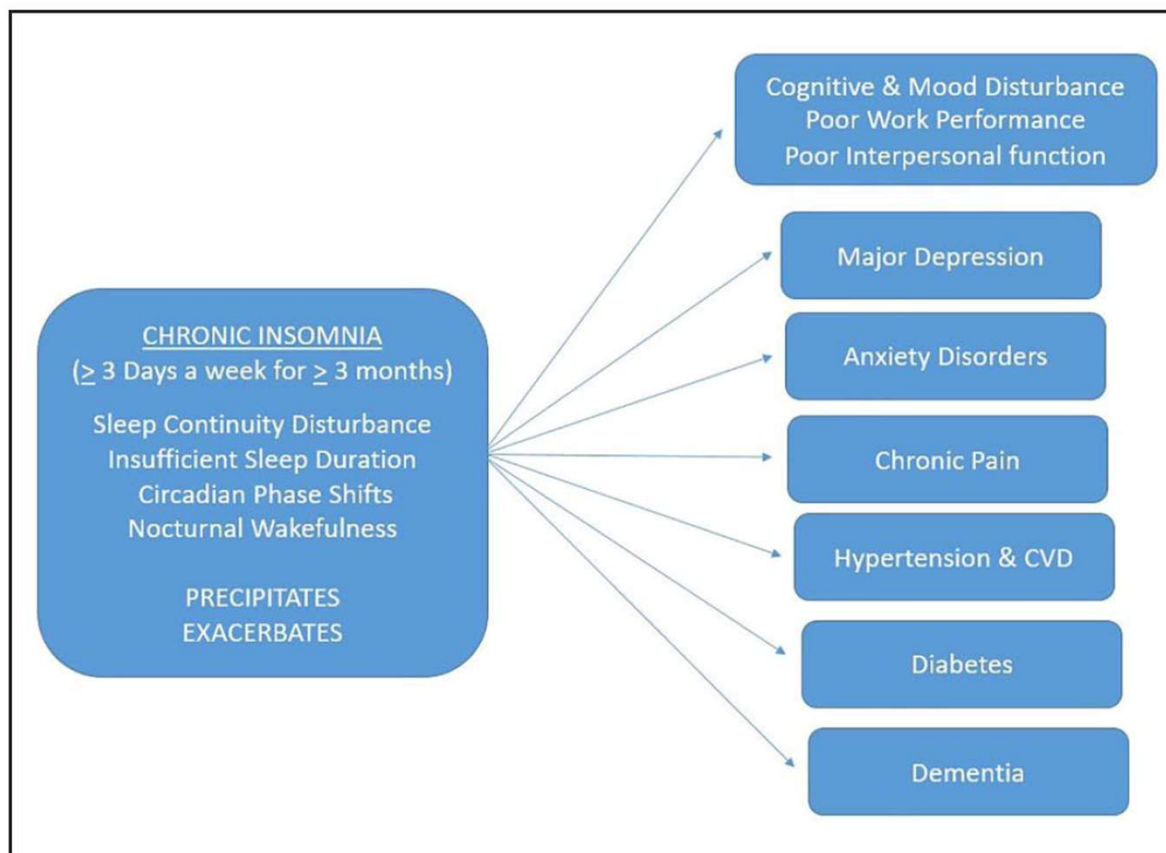 CHRONIC INSOMNIA
(≥ 3 Days a week for ≥ 3 months)
Sleep Continuity Disturbance
Insufficient Sleep Duration
Circadian Phase Shifts
Nocturnal Wakefulness
PRECIPITATES
EXACERBATES
Cognitive & Mood Disturbance
Poor Work Performance
Poor Interpersonal function
Major Depression
Anxiety Disorders
Chronic Pain
Hypertension & CVD
Diabetes
Dementia